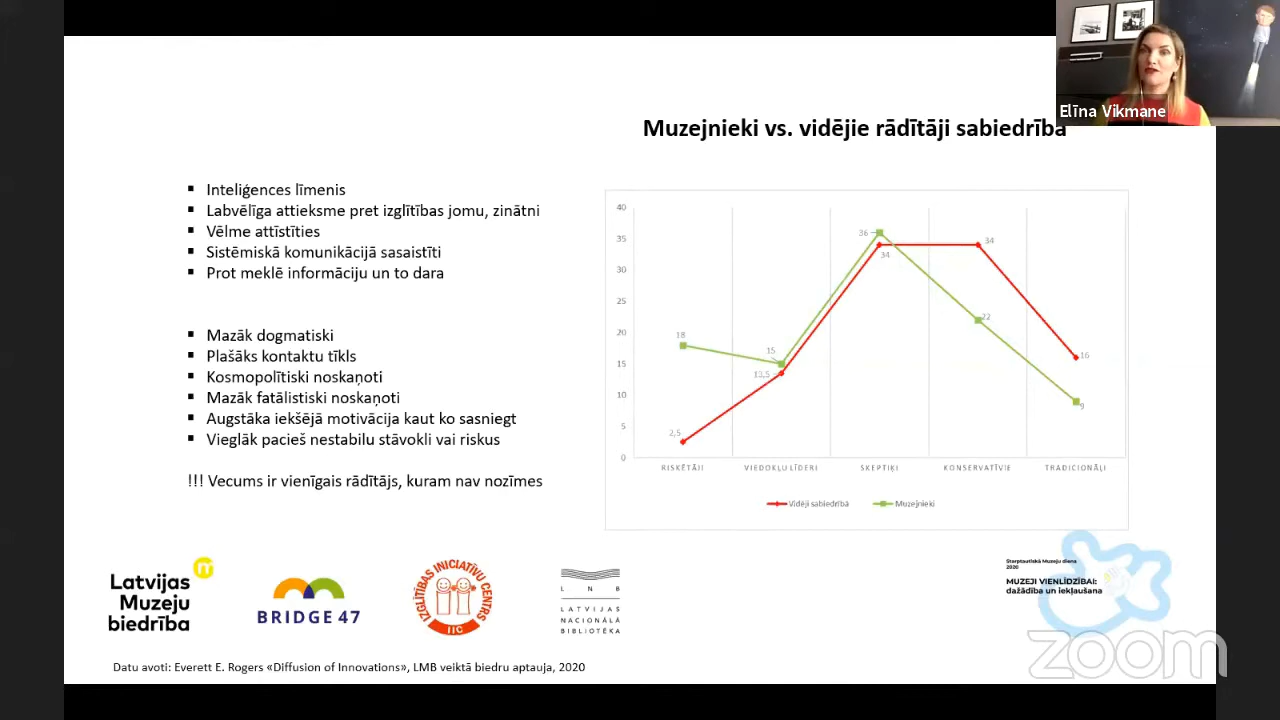 Elīna Vikmane
Muzejnieki vs. vidējie rādītāji sabiedrībā
▪ Inteliģences līmenis
▪ Labvēlīga attieksme pret izglītības jomu, zinātni
▪ Vēlme attīstīties
▪ Sistēmiskā komunikācijā sasaistīti
▪ Prot meklē informāciju un to dara
▪ Mazāk dogmatiski
▪ Plašāks kontaktu tīkls
▪ Kosmopolītiski noskaņoti
▪ Mazāk fatālistiski noskaņoti
▪ Augstāka iekšējā motivācija kaut ko sasniegt
▪ Vieglāk pacieš nestabilu stāvokli vai riskus
!!! Vecums ir vienīgais rādītājs, kuram nav nozīmes
40
35
30
25
20
15
10
5
0
18
2,5
15
13,5
36
34
34
22
16
9
RISKĒTĀJI
VIEDOKĻU LĪDERI
SKEPTIĶI
KONSERVATĪVIE
TRADICIONĀĻI
Vidēji sabiedrībā
Muzejnieki
m
Latvijas
Muzeju
biedrība
BRIDGE 47
IZGLĪTĪBAS INICIATĪVU CENTRS
IIC
L N B
LATVIJAS
NACIONĀLĀ
BIBLIOTĒKA
Starptautiskā Muzeju diena
2020
MUZEJI VIENLĪDZĪBAI:
dažādība un iekļaušana
zoom
Datu avoti: Everett E. Rogers «Diffusion of Innovations», LMB veiktā biedru aptauja, 2020